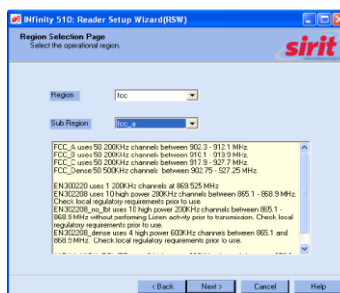 INfinity 510: Reader Setup Wizard(RSW)
Region Selection Page
Select the operational region.
sirit
Region
fcc
Sub Region
fcc_a
FCC_A uses 50 200KHz channels between 902.3 - 912.1 MHz.
FCC_B uses 50 200KHz channels between 910.1 - 919.9 MHz.
FCC_C uses 50 200KHz channels between 917.9 - 927.7 MHz.
FCC_Dense 50 500KHz channels 902.75 - 927.25 MHz.
EN300220 uses 1 200KHz channels at 869.525 MHz
EN302208 uses 10 high power 200KHz channels between 865.1 - 868.9 MHz.
Check local regulatory requirements prior to use.
EN302208_no_lbt uses 10 high power 200KHz channels between 865.1 -
868.9 MHz without performing Listen activity prior to transmission. Check local
regulatory requirements prior to use.
EN302208_dense uses 4 high power 600KHz channels between 865.1 and
868.9 MHz. Check local regulatory requirements prior to use.
< Back
Next >
Cancel
Help